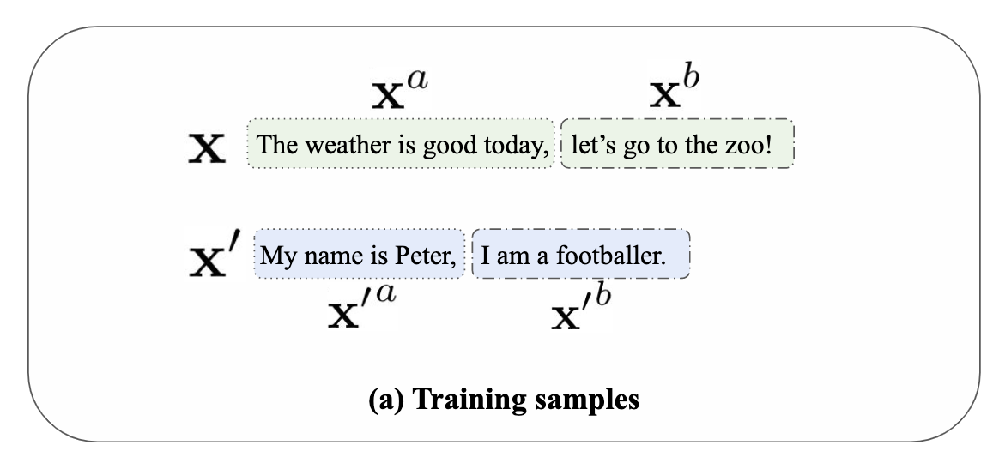 x^a x^b
x The weather is good today, let’s go to the zoo!
x′ My name is Peter, I am a footballer.
x′^a x′^b
(a) Training samples